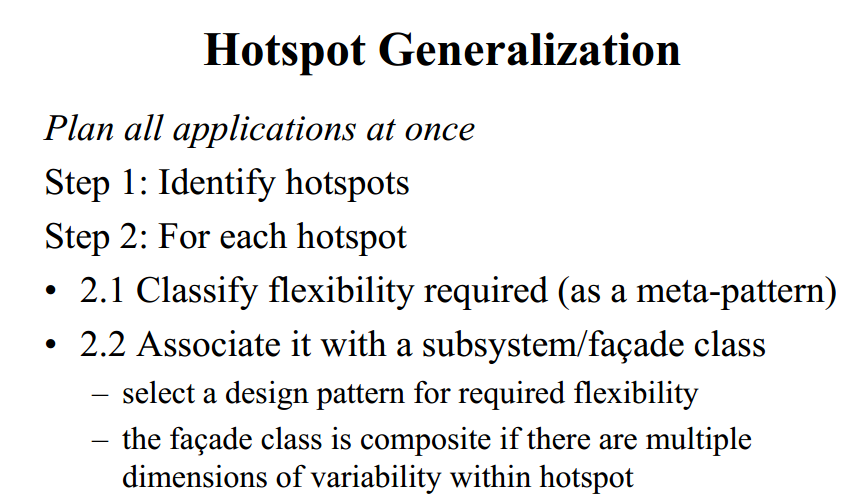 Hotspot Generalization
Plan all applications at once
Step 1: Identify hotspots
Step 2: For each hotspot
• 2.1 Classify flexibility required (as a meta-pattern)
• 2.2 Associate it with a subsystem/façade class
– select a design pattern for required flexibility
– the façade class is composite if there are multiple
dimensions of variability within hotspot